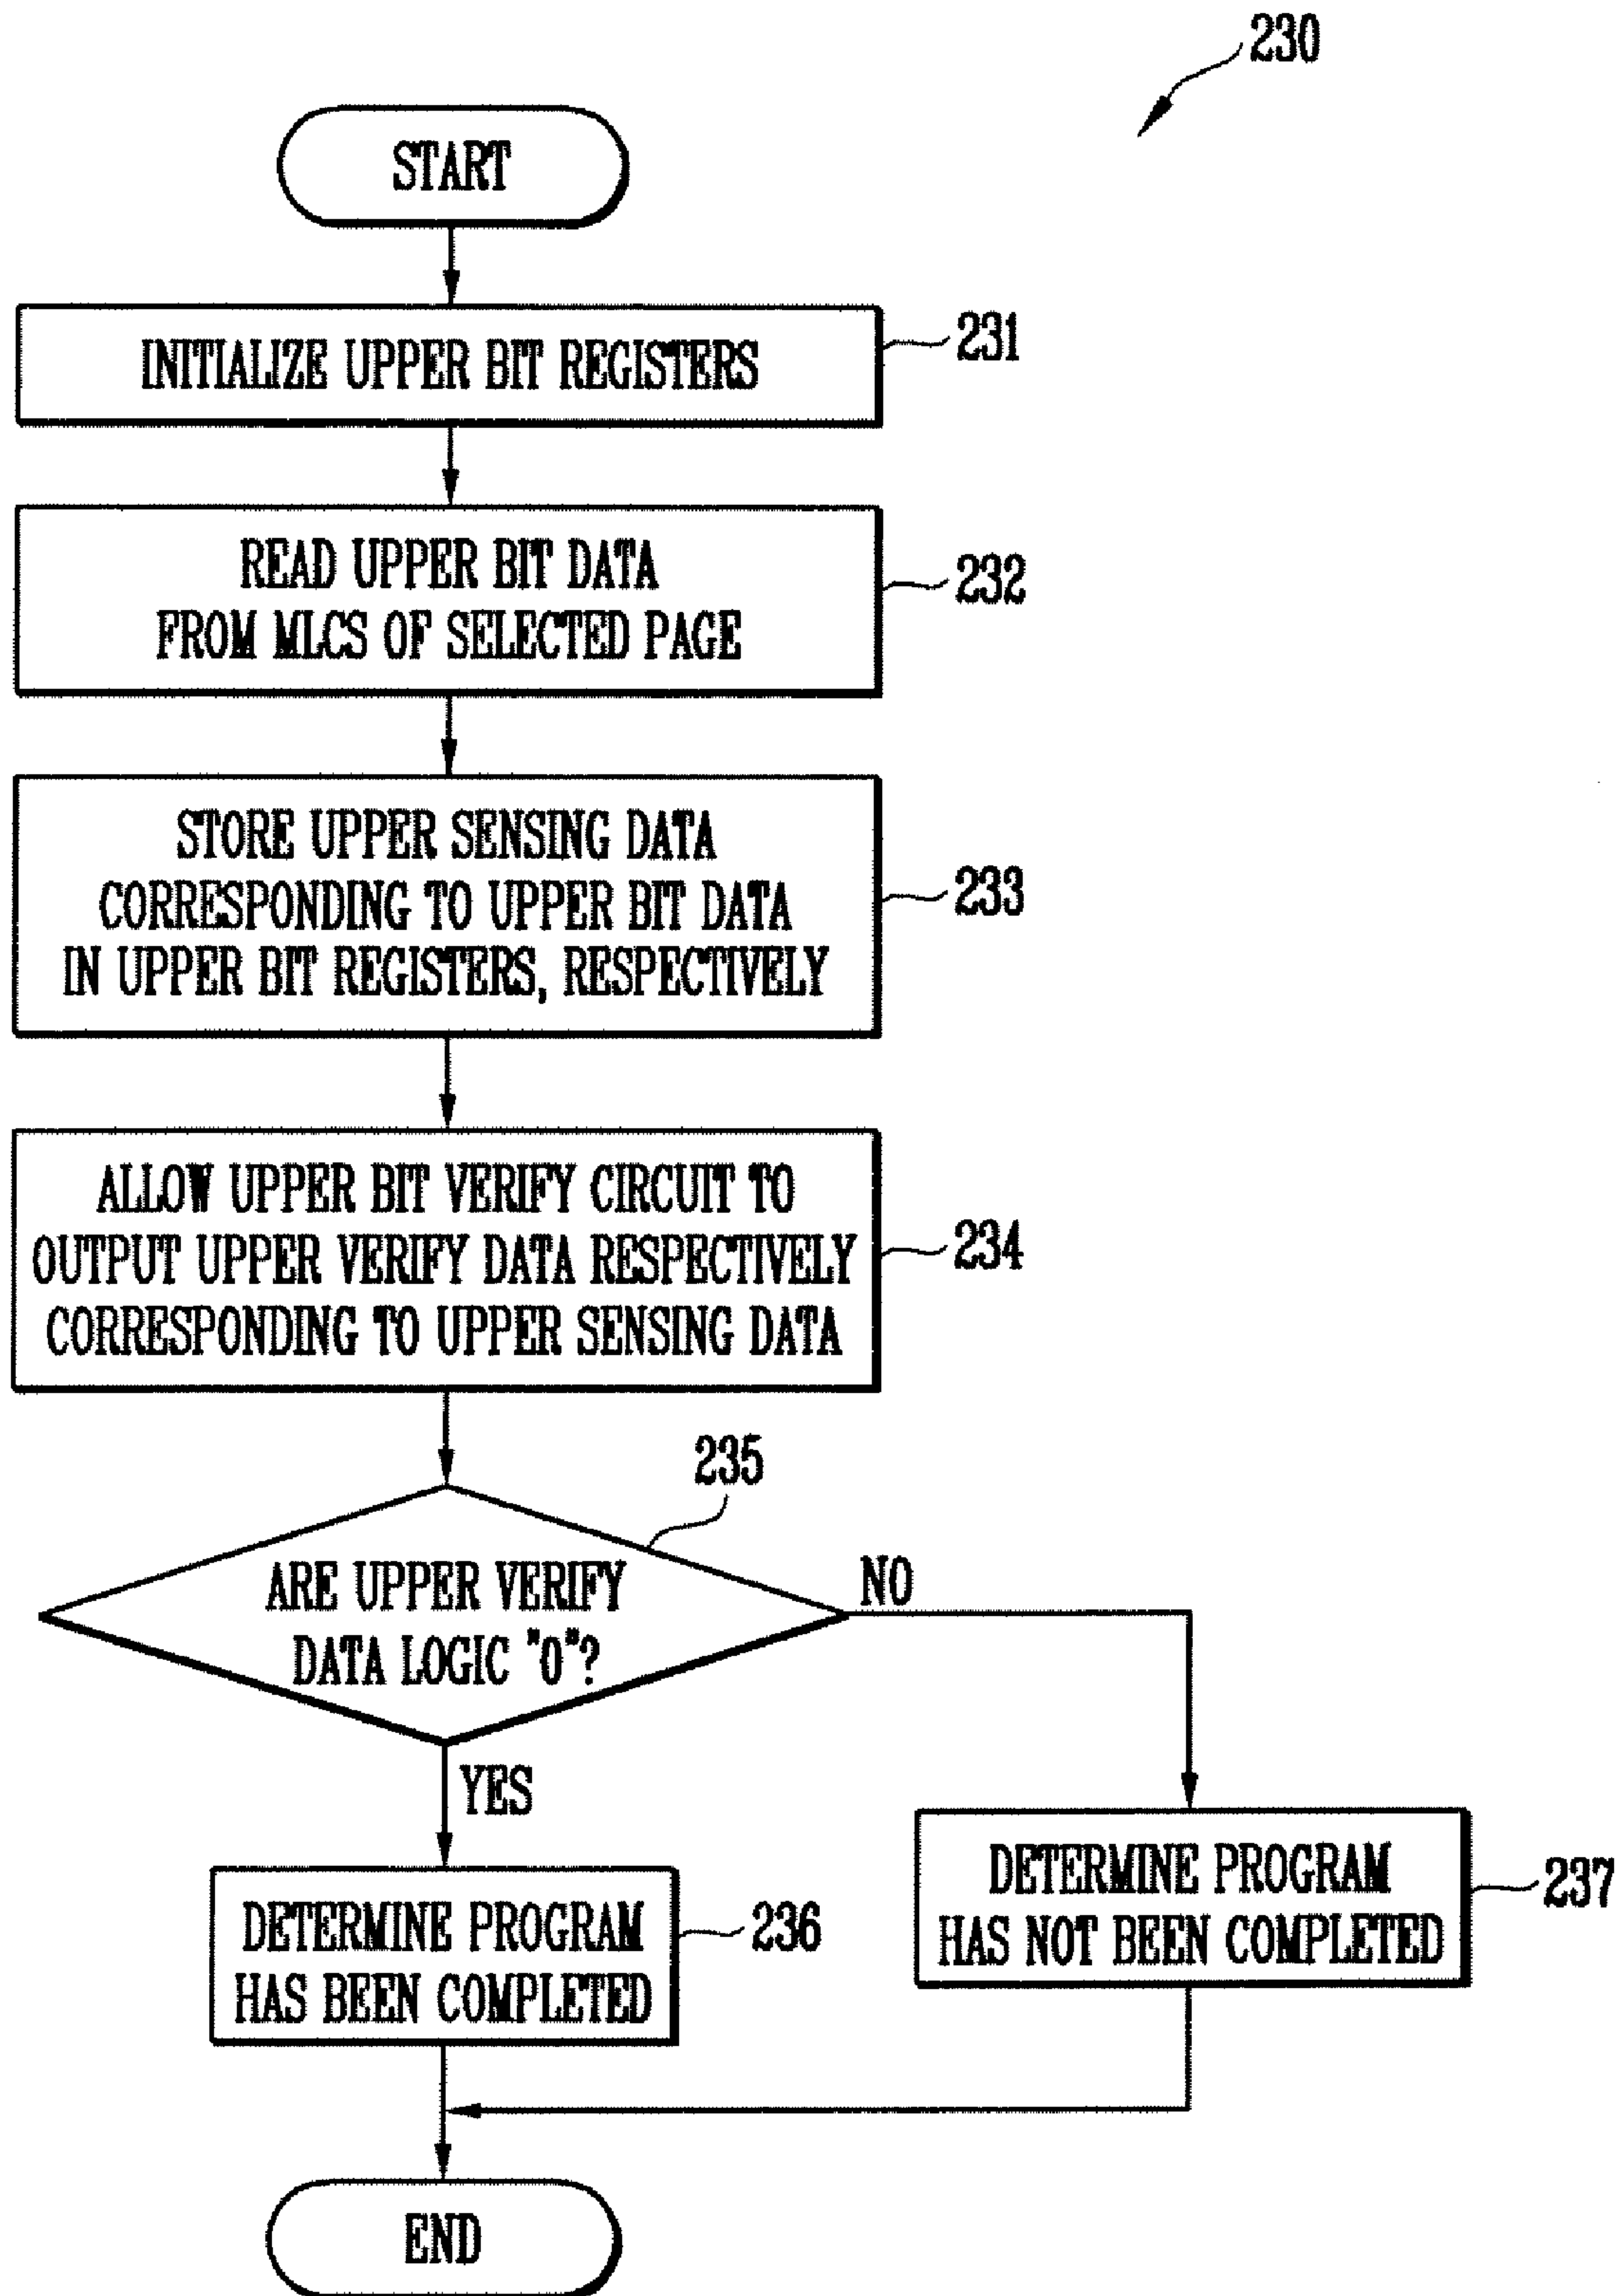 230
START
INITIALIZE UPPER BIT REGISTERS
231
READ UPPER BIT DATA
FROM MLCS OF SELECTED PAGE
232
STORE UPPER SENSING DATA
CORRESPONDING TO UPPER BIT DATA
IN UPPER BIT REGISTERS, RESPECTIVELY
233
ALLOW UPPER BIT VERIFY CIRCUIT TO
OUTPUT UPPER VERIFY DATA RESPECTIVELY
CORRESPONDING TO UPPER SENSING DATA
234
235
ARE UPPER VERIFY
DATA LOGIC "0"?
NO
YES
DETERMINE PROGRAM
HAS BEEN COMPLETED
236
DETERMINE PROGRAM
HAS NOT BEEN COMPLETED
237
END